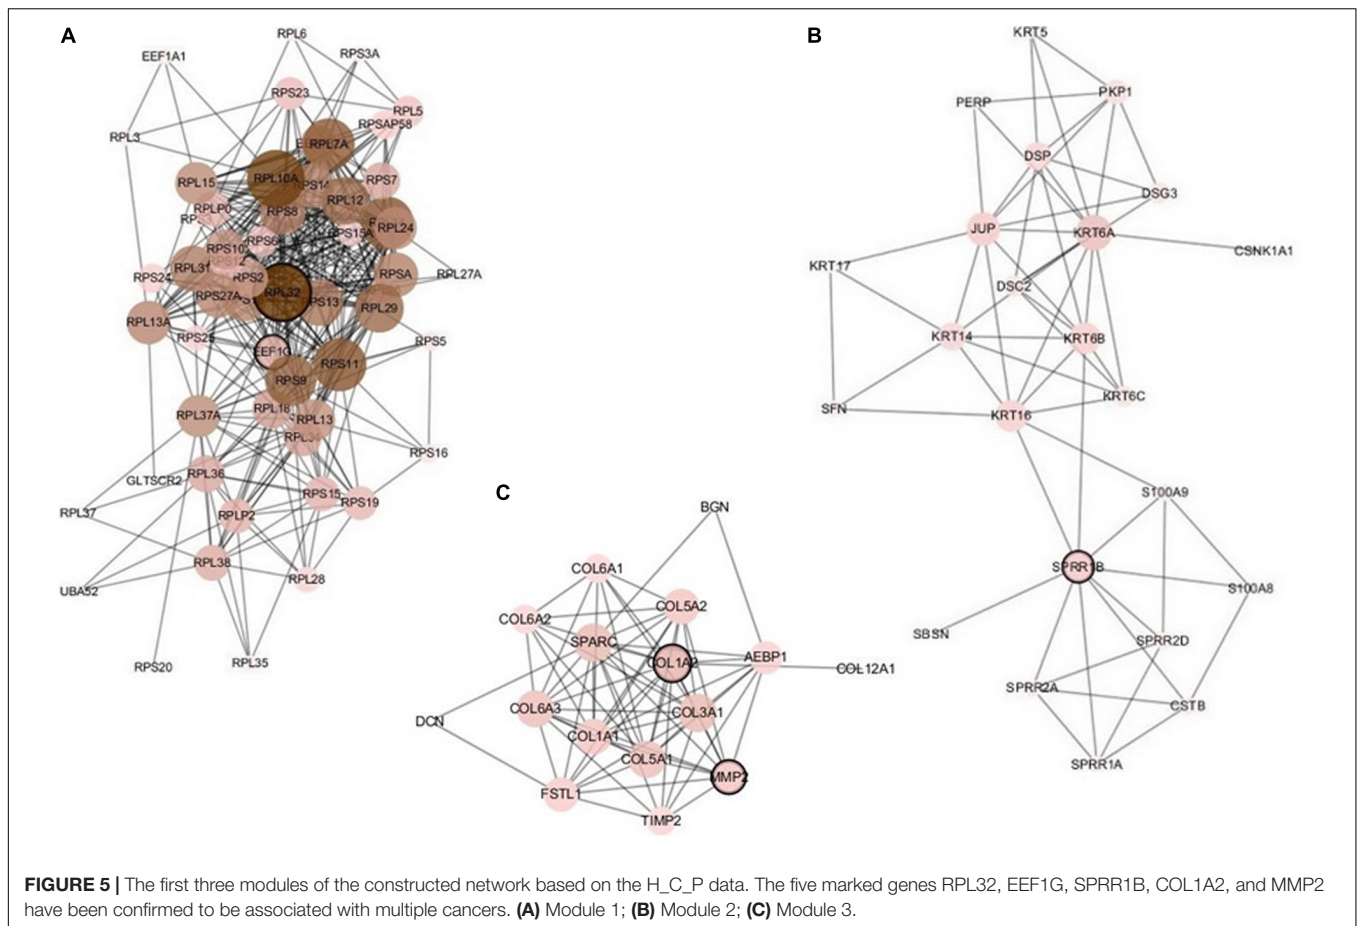 A
RPL6
EEF1A1
RPS3A
RPS23
RPL5
RPSAP58
RPL3
RPL7A
RPL10A
RPS7
RPL15
RPL12
RPLP0
RPS8
RPL24
RPS15A
RPS6
RPS10
RPS12
RPL31
RPS24
RPS2
RPSA
RPL27A
RPS27A
RPL32
RPS13
RPL29
RPL13A
RPS25
RPS5
EEF1G
RPS11
RPS9
RPL37A
RPL18
RPL13
RPL34
RPS16
GLTSCR2
RPL36
RPS15
RPS19
RPL37
RPLP2
RPL38
RPL28
UBA52
RPS20
RPL35
B
KRT5
PERP
PKP1
DSP
DSG3
JUP
KRT6A
CSNK1A1
KRT17
DSC2
KRT14
KRT6B
KRT6C
SFN
KRT16
S100A9
SPRR1B
S100A8
SBSN
SPRR2D
SPRR2A
CSTB
SPRR1A
C
BGN
COL6A1
COL6A2
COL5A2
SPARC
COL1A2
AEBP1
COL12A1
COL6A3
COL3A1
DCN
COL1A1
COL5A1
MMP2
FSTL1
TIMP2
FIGURE 5 | The first three modules of the constructed network based on the H_C_P data. The five marked genes RPL32, EEF1G, SPRR1B, COL1A2, and MMP2
have been confirmed to be associated with multiple cancers. (A) Module 1; (B) Module 2; (C) Module 3.